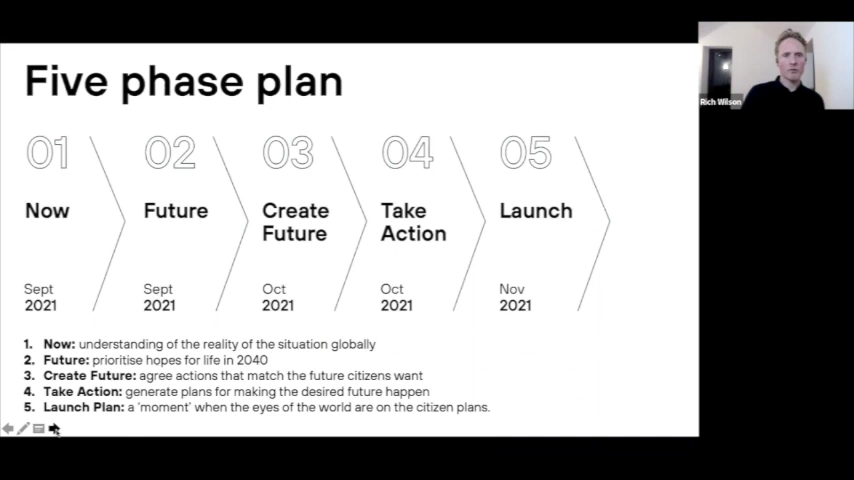 Five phase plan
Rich Wilson
01 02 03 04 05
Now Future Create Take Launch
Future Action
Sept Sept Oct Oct Nov
2021 2021 2021 2021 2021
1. Now: understanding of the reality of the situation globally
2. Future: prioritise hopes for life in 2040
3. Create Future: agree actions that match the future citizens want
4. Take Action: generate plans for making the desired future happen
5. Launch Plan: a 'moment' when the eyes of the world are on the citizen plans.